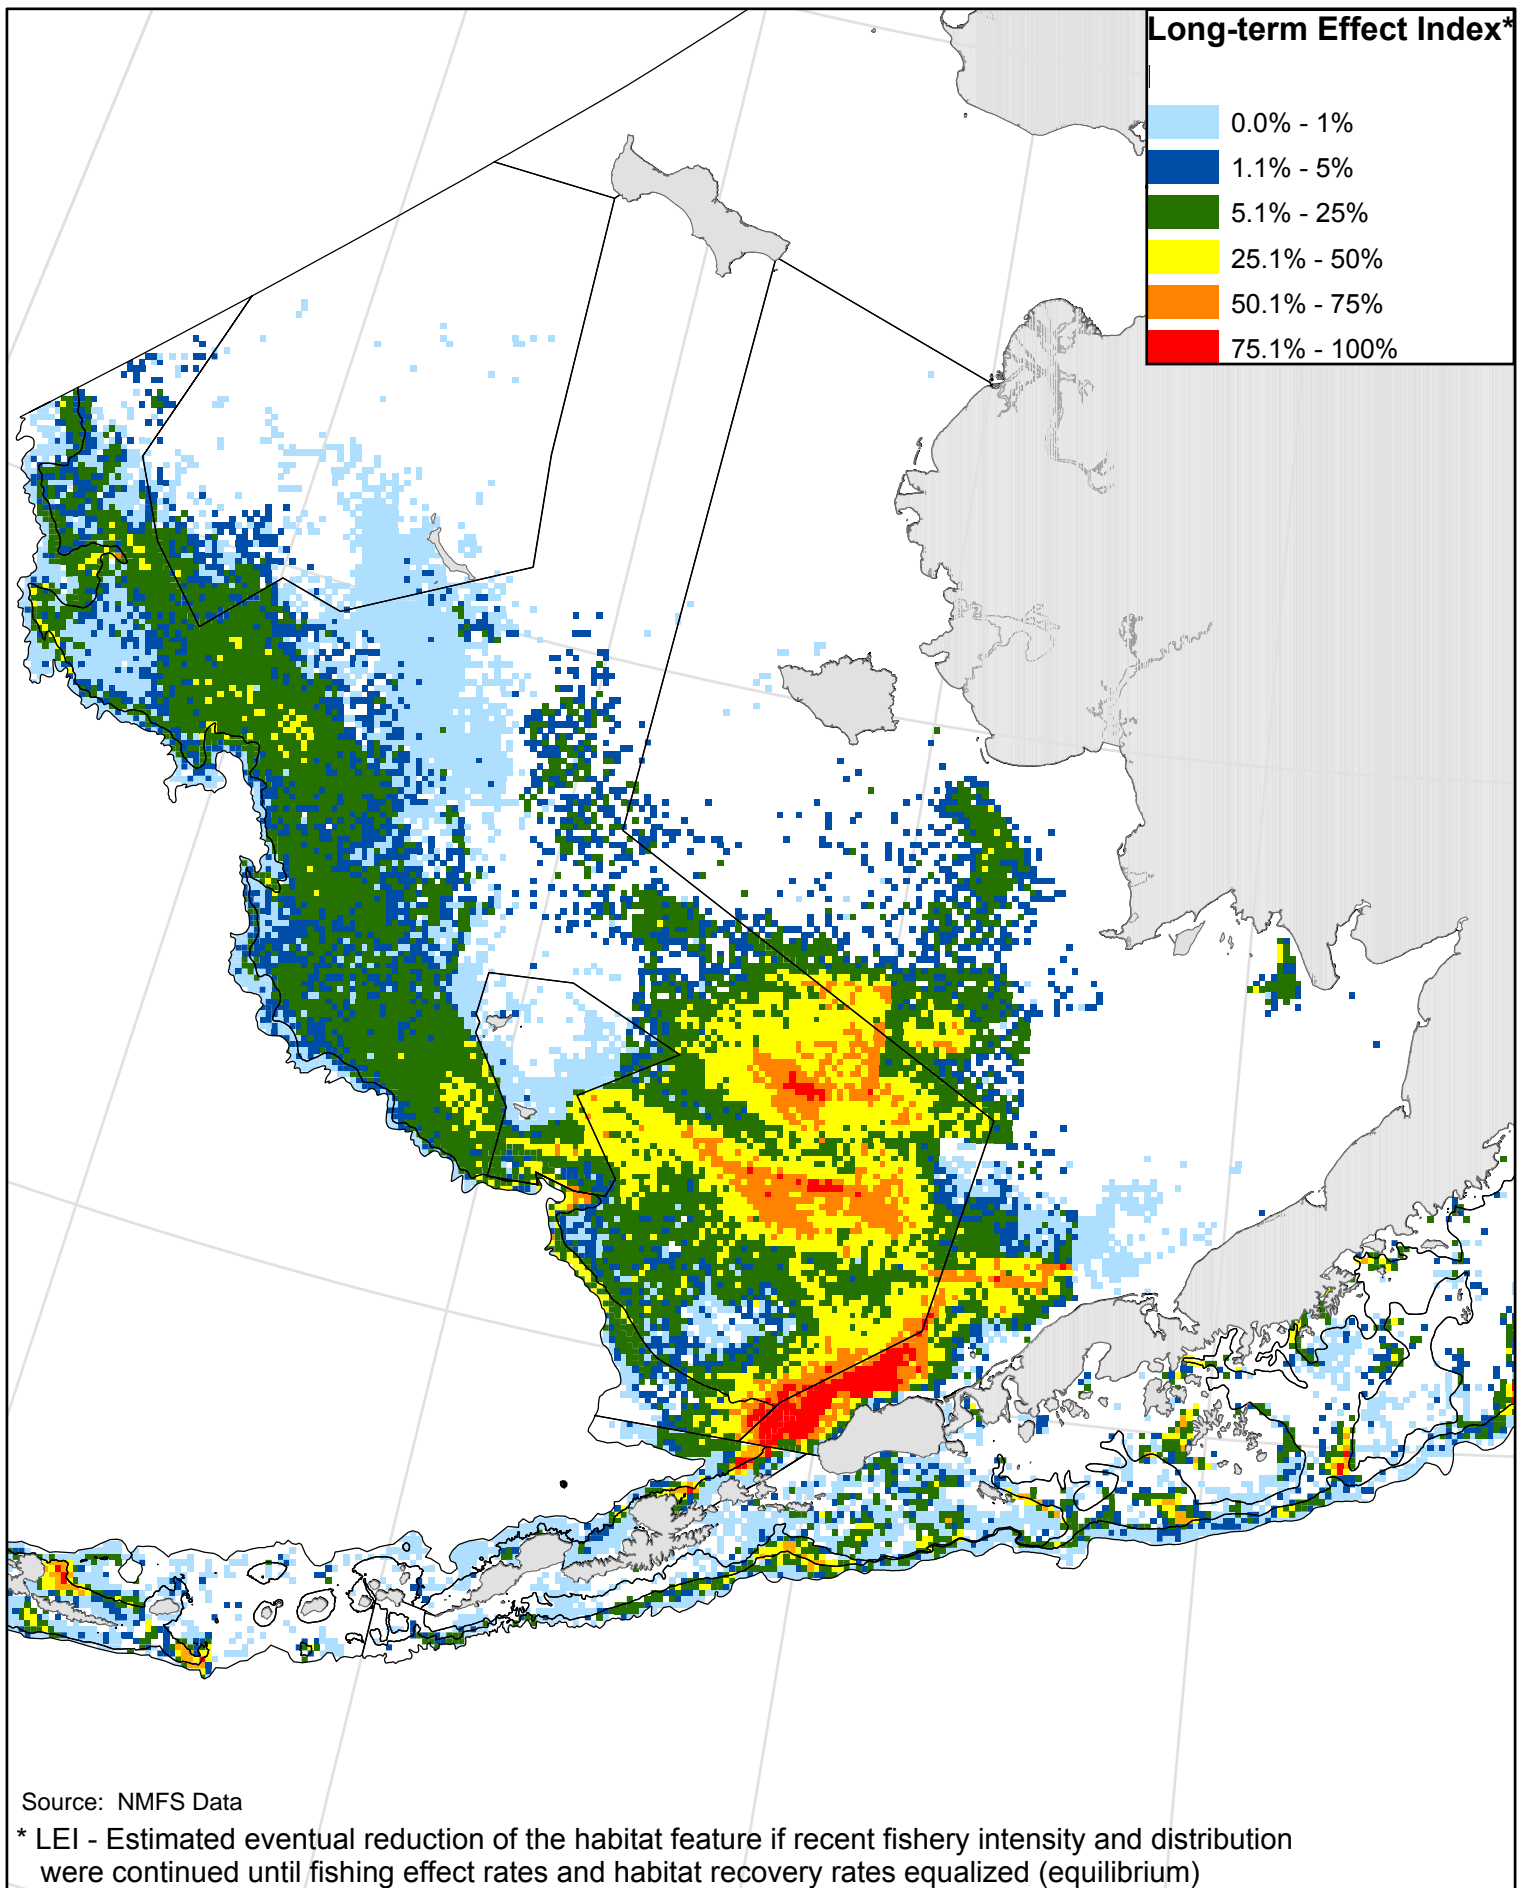 Long-term Effect Index*
0.0% - 1%
1.1% - 5%
5.1% - 25%
25.1% - 50%
50.1% - 75%
75.1% - 100%
Source: NMFS Data
* LEI - Estimated eventual reduction of the habitat feature if recent fishery intensity and distribution
were continued until fishing effect rates and habitat recovery rates equalized (equilibrium)